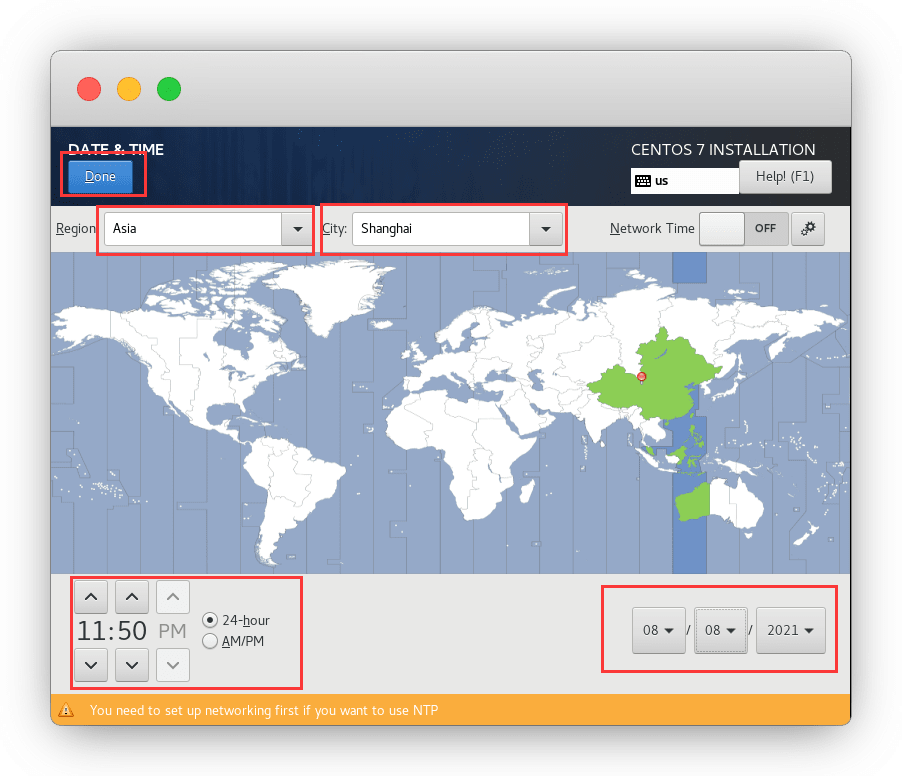 DATE & TIME
CENTOS 7 INSTALLATION
Done
us
Help! (F1)
Region
Asia
City:
Shanghai
Network Time
OFF
11:50 PM
24-hour
AM/PM
08 / 08 / 2021
You need to set up networking first if you want to use NTP